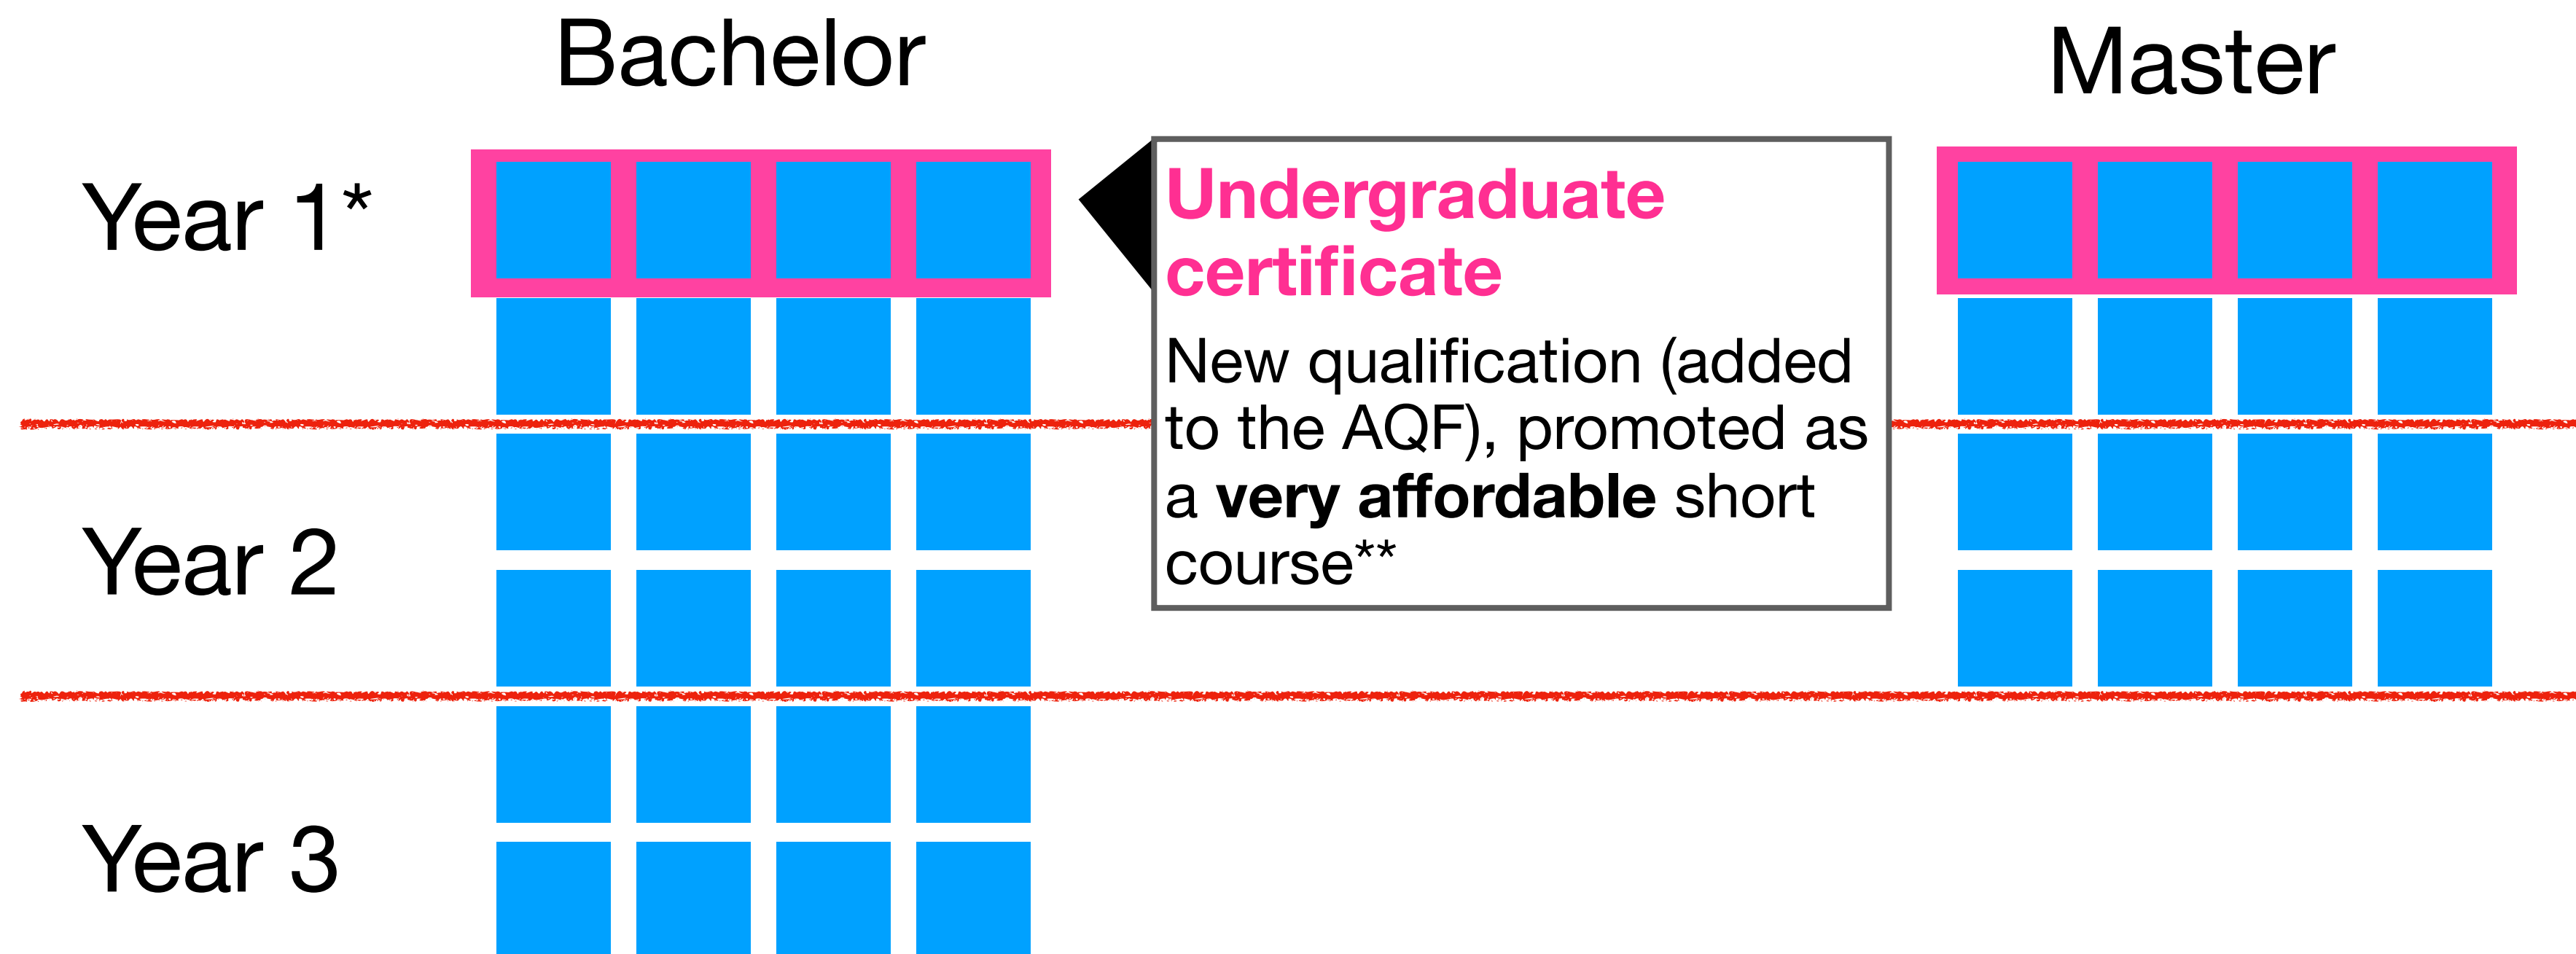 Bachelor
Master
Year 1*
Undergraduate
certificate
New qualification (added
to the AQF), promoted as
a very affordable short
course**
Year 2
Year 3